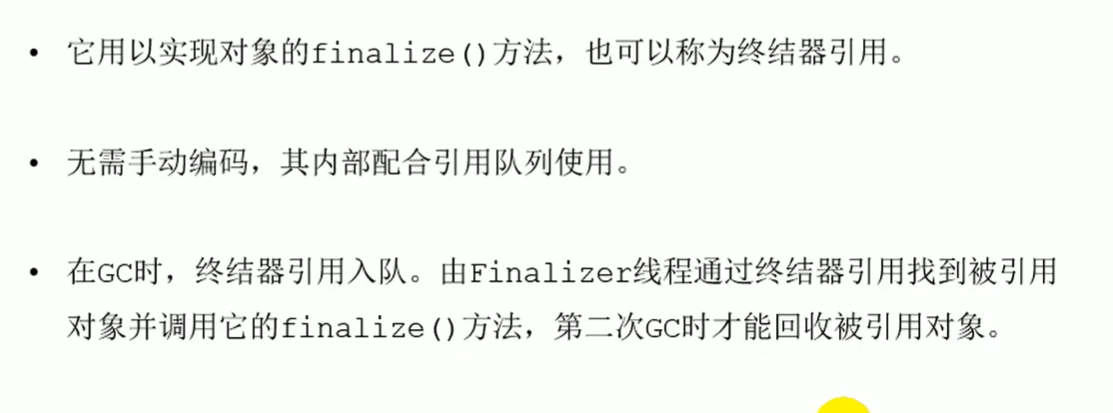 • 它用以实现对象的finalize()方法，也可以称为终结器引用。
• 无需手动编码，其内部配合引用队列使用。
• 在GC时，终结器引用入队。由Finalizer线程通过终结器引用找到被引用
对象并调用它的finalize()方法，第二次GC时才能回收被引用对象。